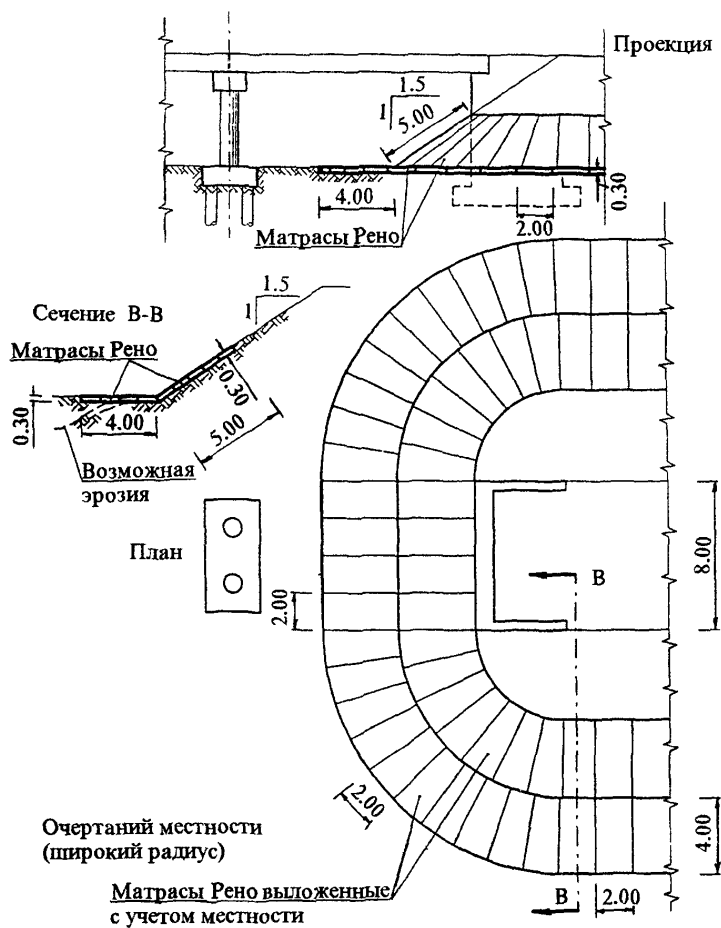 Проекция
1.5
1
5.00
4.00
0.30
2.00
Матрасы Рено
1.5
1
Сечение В-В
Матрасы Рено
0.30
0.30
4.00
5.00
Возможная
эрозия
План
В
8.00
2.00
2.00
4.00
Очертаний местности
(широкий радиус)
Матрасы Рено выложенные
с учетом местности
В
2.00